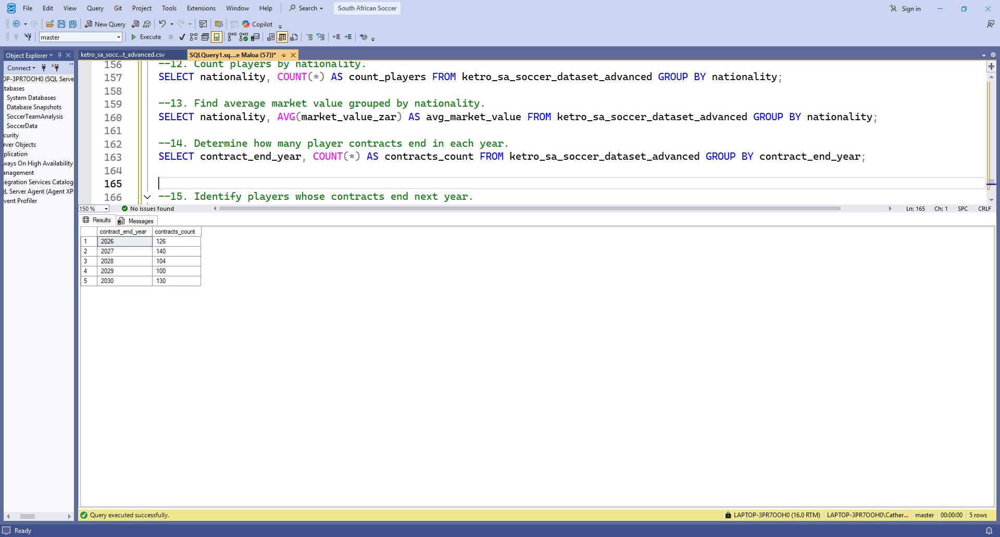 File Edit View Query Git Project Tools Extensions Window Help Search South African Soccer Sign in
New Query DAX Copilot
master Execute
Object Explorer
ketro_sa_socc...t_advanced.csv SQLQuery1.sq...e Maloa (57))*
Connect
OP-3PR7OOH0 (SQL Serve
tabases
System Databases
Database Snapshots
SoccerTeamAnalysis
SoccerData
curity
rver Objects
plication
ways On High Availability
anagement
tegration Services Catalog
QL Server Agent (Agent XP
vent Profiler
156 --12. Count players by nationality.
157 SELECT nationality, COUNT(*) AS count_players FROM ketro_sa_soccer_dataset_advanced GROUP BY nationality;
158
159 --13. Find average market value grouped by nationality.
160 SELECT nationality, AVG(market_value_zar) AS avg_market_value FROM ketro_sa_soccer_dataset_advanced GROUP BY nationality;
161
162 --14. Determine how many player contracts end in each year.
163 SELECT contract_end_year, COUNT(*) AS contracts_count FROM ketro_sa_soccer_dataset_advanced GROUP BY contract_end_year;
164
165
166 --15. Identify players whose contracts end next year.
150 % No issues found Ln: 165 Ch: 1 SPC CRLF
Results Messages
contract_end_year contracts_count
1 2026 126
2 2027 140
3 2028 104
4 2029 100
5 2030 130
Query executed successfully. LAPTOP-3PR7OOH0 (16.0 RTM) LAPTOP-3PR7OOH0\Cather... master 00:00:00 5 rows
Ready